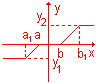 y₂ y
a₁ a
b b₁ x
y₁